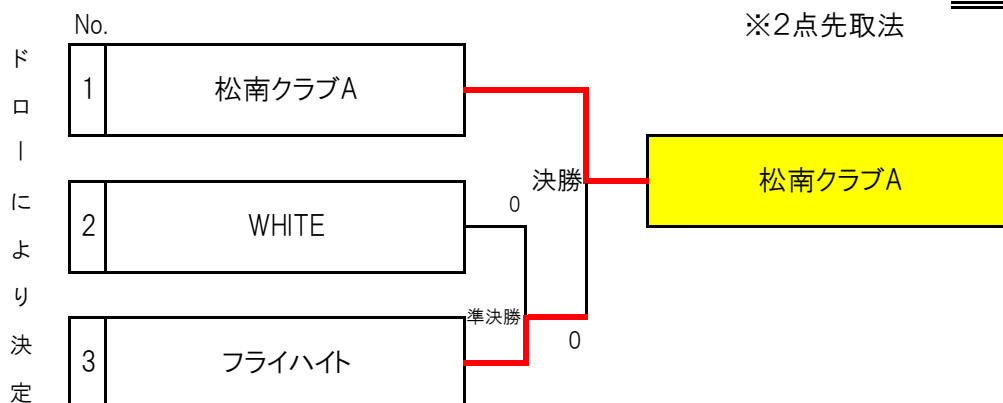 No.
※2点先取法
ドローにより決定
1 松南クラブA
決勝
松南クラブA
0
2 WHITE
準決勝
0
3 フライハイト